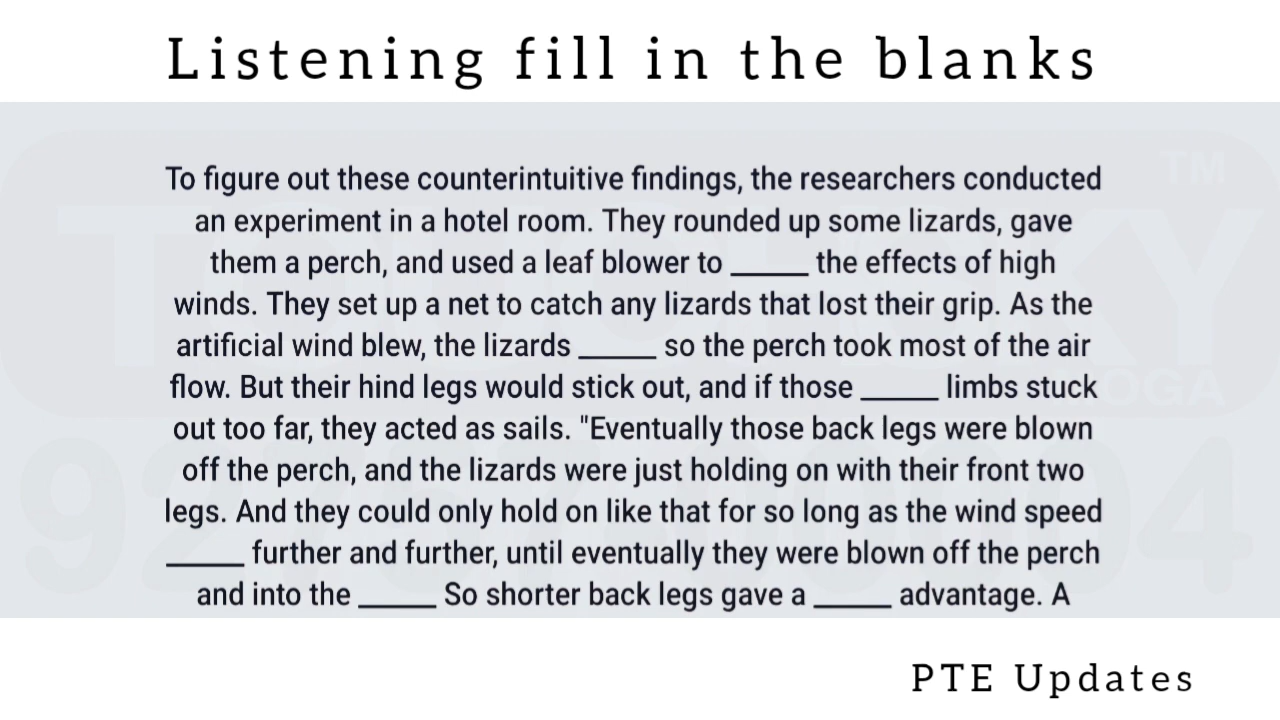 Listening fill in the blanks
TM
To figure out these counterintuitive findings, the researchers conducted
an experiment in a hotel room. They rounded up some lizards, gave
them a perch, and used a leaf blower to _____ the effects of high
winds. They set up a net to catch any lizards that lost their grip. As the
artificial wind blew, the lizards _____ so the perch took most of the air
flow. But their hind legs would stick out, and if those _____ limbs stuck
out too far, they acted as sails. "Eventually those back legs were blown
off the perch, and the lizards were just holding on with their front two
legs. And they could only hold on like that for so long as the wind speed
_____ further and further, until eventually they were blown off the perch
and into the _____ So shorter back legs gave a _____ advantage. A
PTE Updates